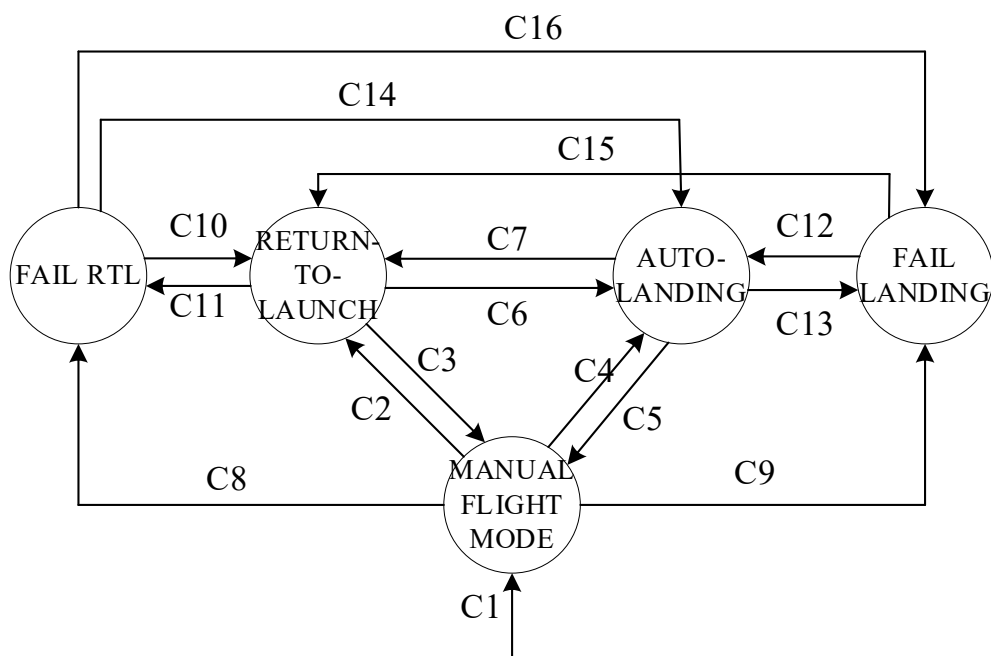 C16
C14
C15
C10
C7
C12
FAIL RTL
RETURN-
TO-
LAUNCH
AUTO-
LANDING
FAIL
LANDING
C11
C6
C13
C3
C4
C2
C5
C8
MANUAL
FLIGHT
MODE
C9
C1